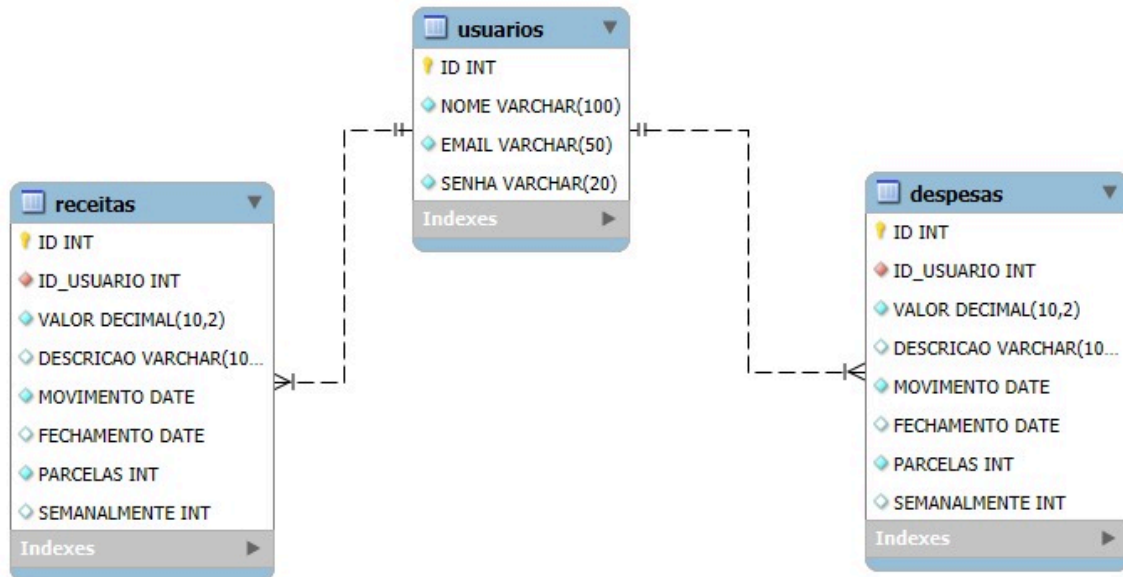 usuarios
ID INT
NOME VARCHAR(100)
EMAIL VARCHAR(50)
SENHA VARCHAR(20)
Indexes
receitas
ID INT
ID_USUARIO INT
VALOR DECIMAL(10,2)
DESCRICAO VARCHAR(10...
MOVIMENTO DATE
FECHAMENTO DATE
PARCELAS INT
SEMANALMENTE INT
Indexes
despesas
ID INT
ID_USUARIO INT
VALOR DECIMAL(10,2)
DESCRICAO VARCHAR(10...
MOVIMENTO DATE
FECHAMENTO DATE
PARCELAS INT
SEMANALMENTE INT
Indexes